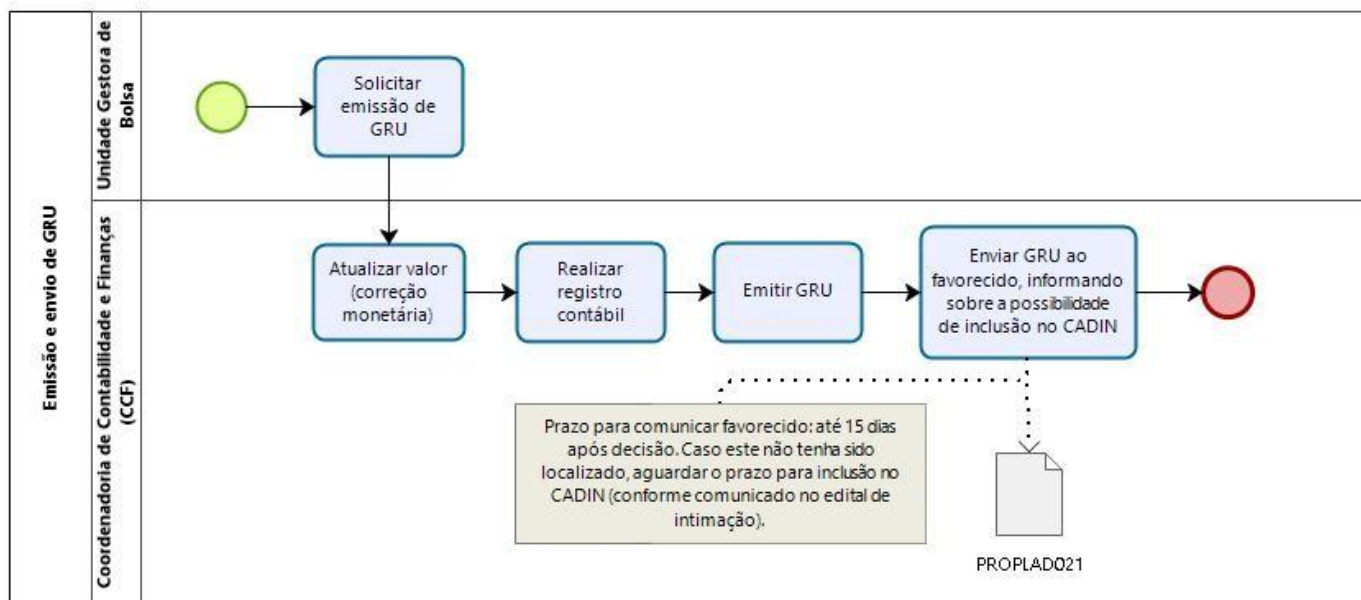 Emissão e envio de GRU
Unidade Gestora de
Bolsa
Solicitar
emissão de
GRU
Coordenadoria de Contabilidade e Finanças
(CCF)
Atualizar valor
(correção
monetária)
Realizar
registro
contábil
Emitir GRU
Enviar GRU ao
favorecido, informando
sobre a possibilidade
de inclusão no CADIN
Prazo para comunicar favorecido: até 15 dias
após decisão. Caso este não tenha sido
localizado, aguardar o prazo para inclusão no
CADIN (conforme comunicado no edital de
intimação).
PROPLAD021